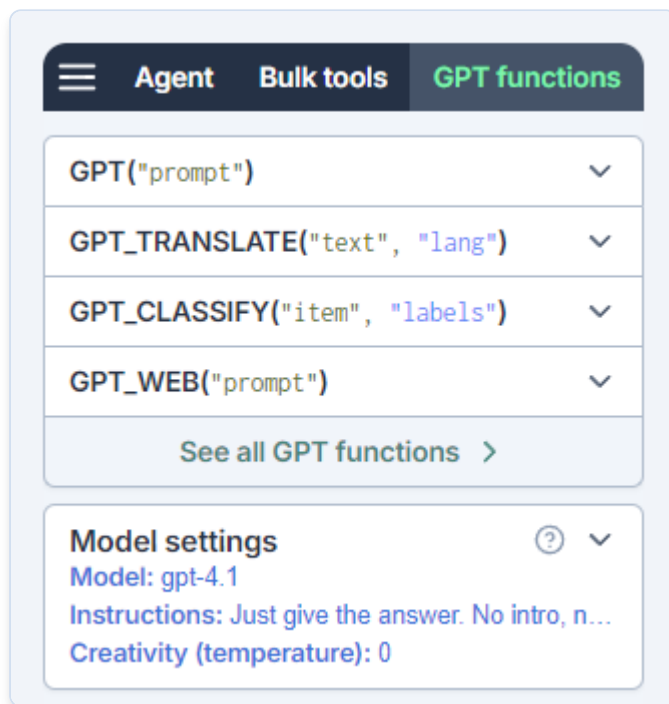 Agent Bulk tools GPT functions
GPT("prompt")
GPT_TRANSLATE("text", "lang")
GPT_CLASSIFY("item", "labels")
GPT_WEB("prompt")
See all GPT functions
Model settings
Model: gpt-4.1
Instructions: Just give the answer. No intro, n...
Creativity (temperature): 0